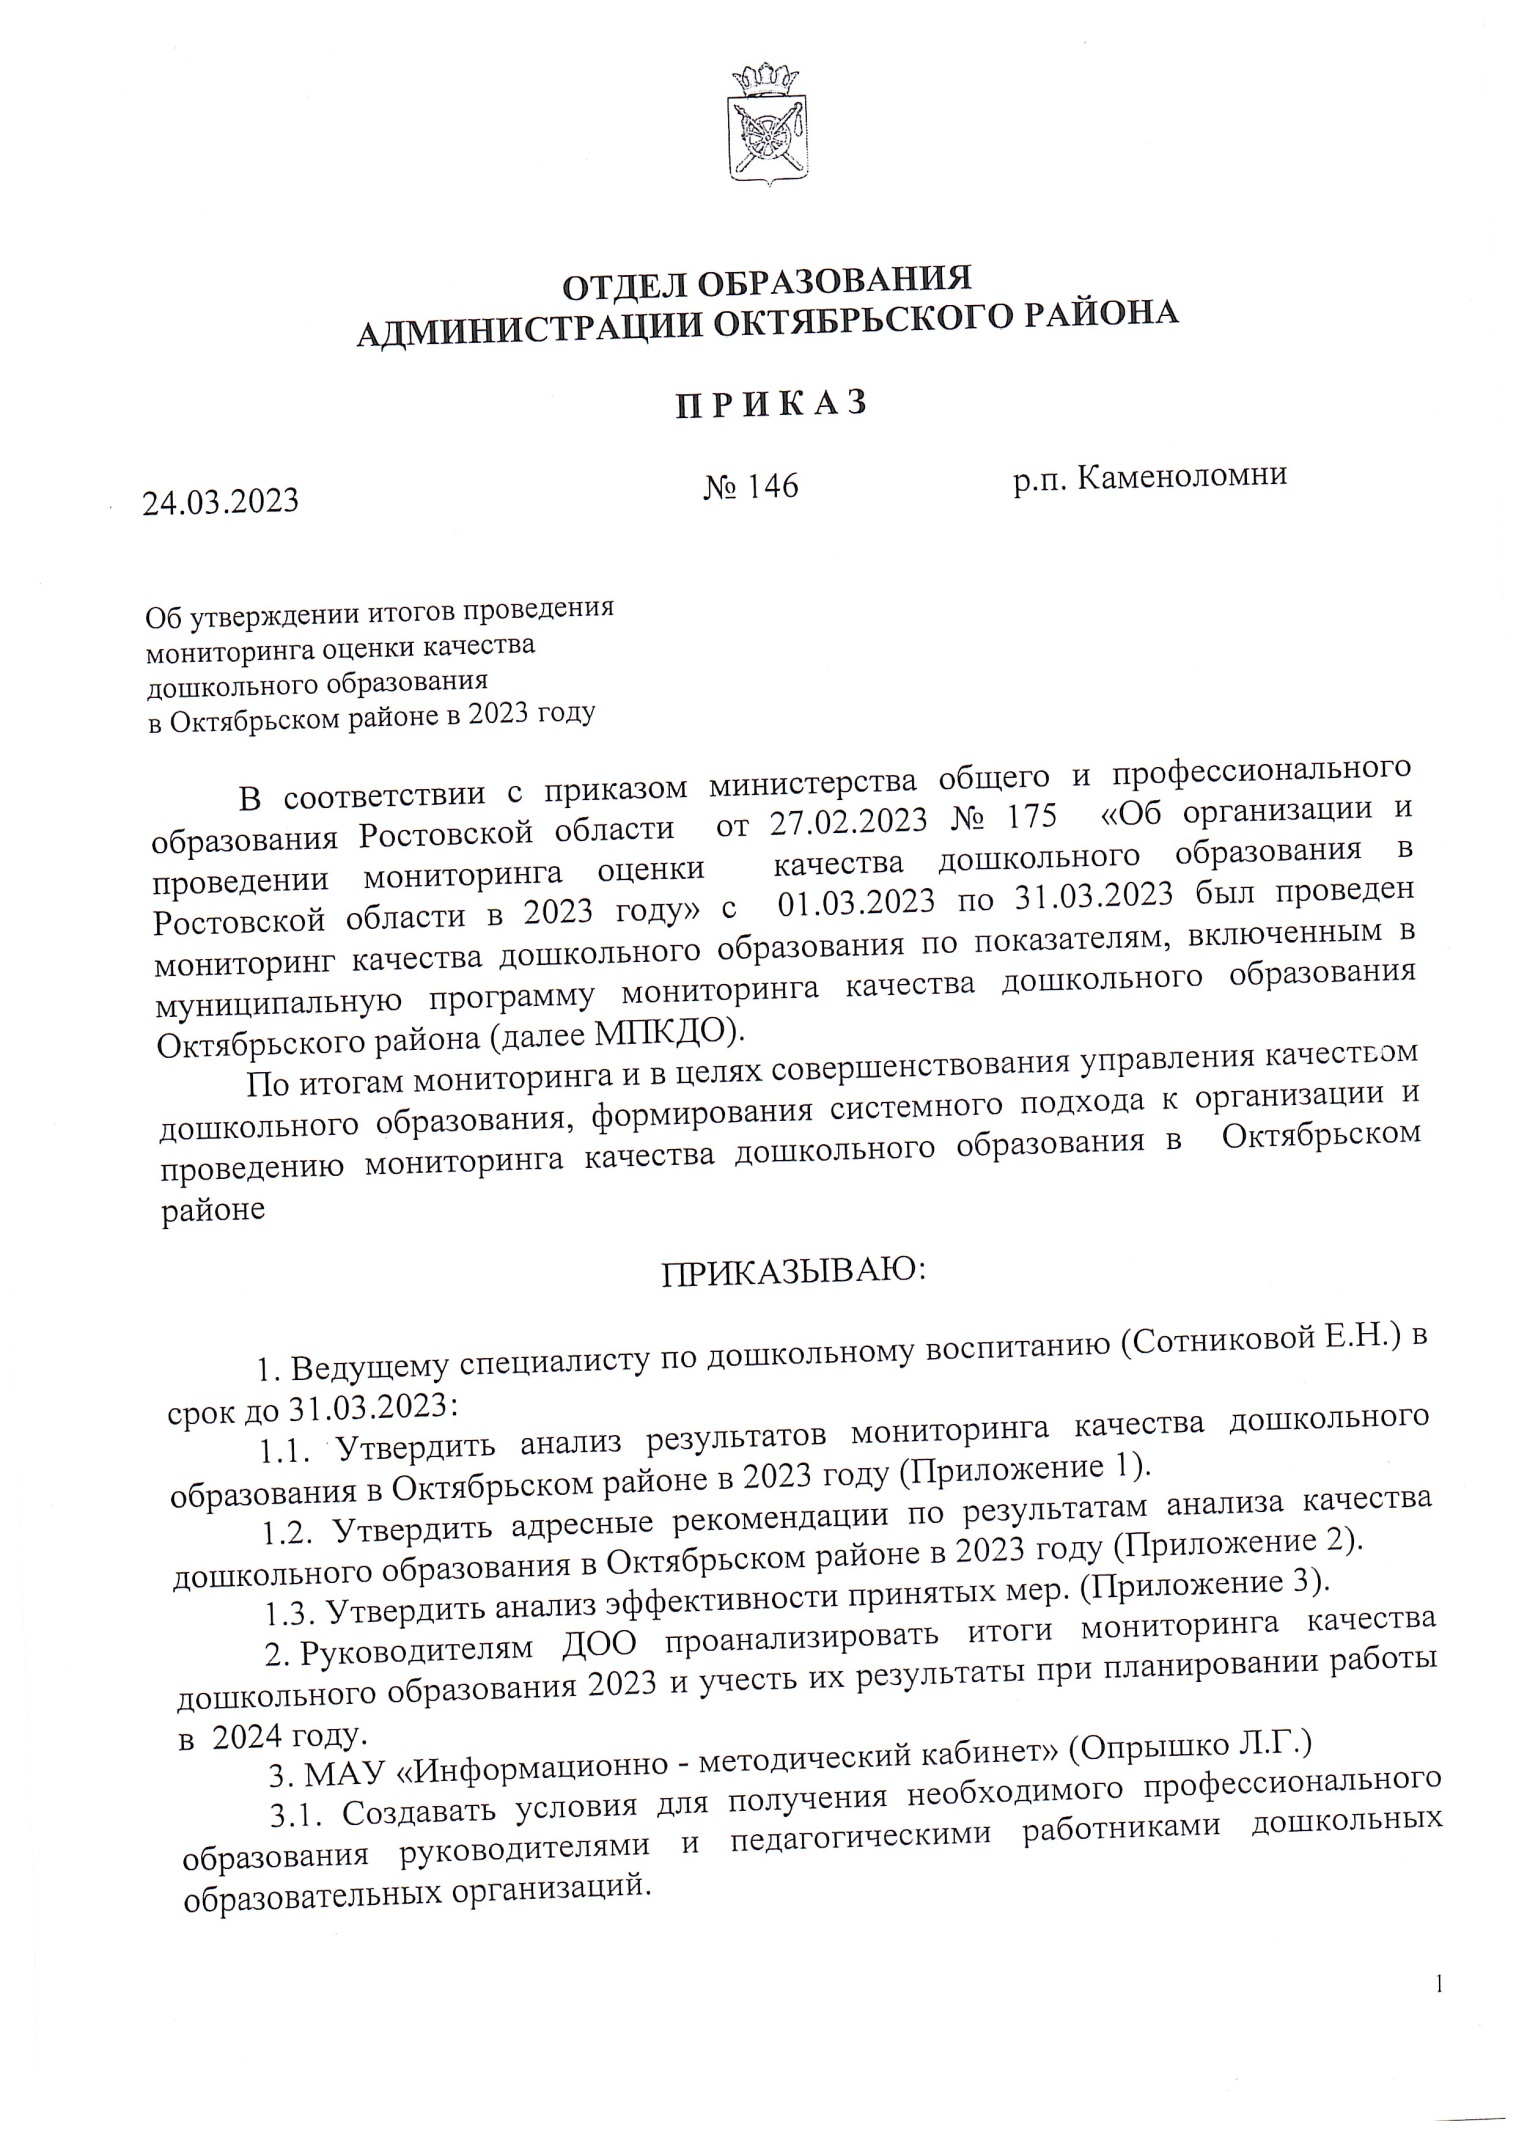 ОТДЕЛ ОБРАЗОВАНИЯ
АДМИНИСТРАЦИИ ОКТЯБРЬСКОГО РАЙОНА
П Р И К А З
24.03.2023 № 146 р.п. Каменоломни
Об утверждении итогов проведения
мониторинга оценки качества
дошкольного образования
в Октябрьском районе в 2023 году
В соответствии с приказом министерства общего и профессионального
образования Ростовской области от 27.02.2023 № 175 «Об организации и
проведении мониторинга оценки качества дошкольного образования в
Ростовской области в 2023 году» с 01.03.2023 по 31.03.2023 был проведен
мониторинг качества дошкольного образования по показателям, включенным в
муниципальную программу мониторинга качества дошкольного образования
Октябрьского района (далее МПКДО).
По итогам мониторинга и в целях совершенствования управления качеством
дошкольного образования, формирования системного подхода к организации и
проведению мониторинга качества дошкольного образования в Октябрьском
районе
ПРИКАЗЫВАЮ:
1. Ведущему специалисту по дошкольному воспитанию (Сотниковой Е.Н.) в
срок до 31.03.2023:
1.1. Утвердить анализ результатов мониторинга качества дошкольного
образования в Октябрьском районе в 2023 году (Приложение 1).
1.2. Утвердить адресные рекомендации по результатам анализа качества
дошкольного образования в Октябрьском районе в 2023 году (Приложение 2).
1.3. Утвердить анализ эффективности принятых мер. (Приложение 3).
2. Руководителям ДОО проанализировать итоги мониторинга качества
дошкольного образования 2023 и учесть их результаты при планировании работы
в 2024 году.
3. МАУ «Информационно - методический кабинет» (Опрышко Л.Г.)
3.1. Создавать условия для получения необходимого профессионального
образования руководителями и педагогическими работниками дошкольных
образовательных организаций.
1